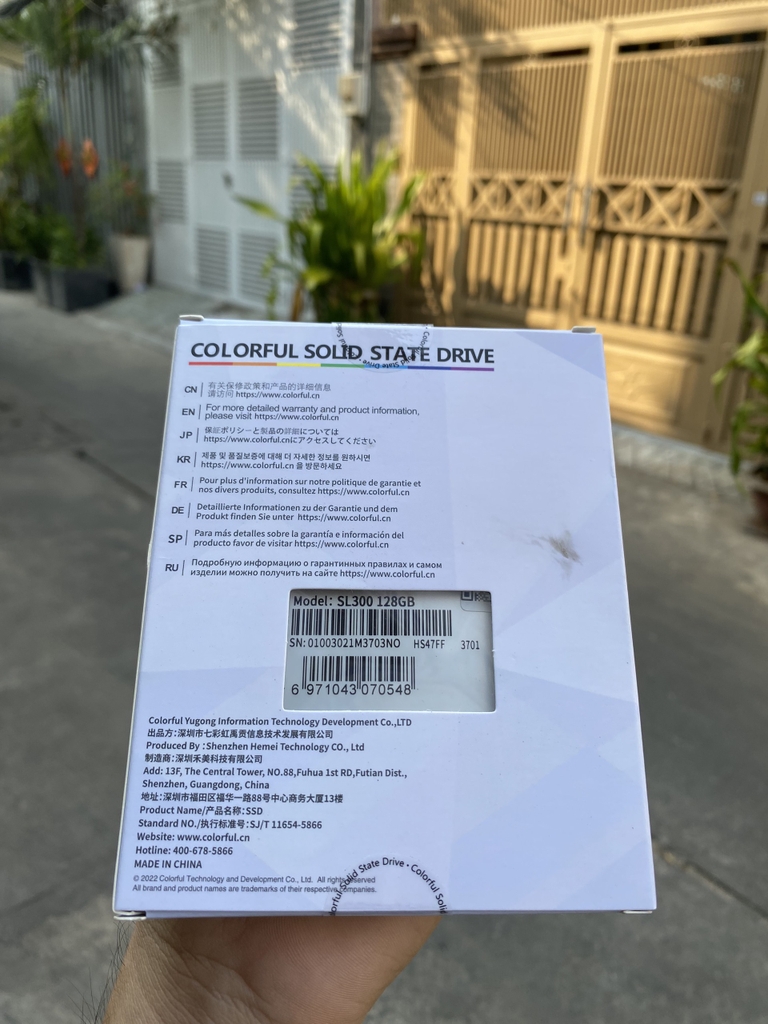 COLORFUL SOLID STATE DRIVE
CN 有关保修政策和产品的详细信息
请访问 https://www.colorful.cn
EN For more detailed warranty and product information,
please visit https://www.colorful.cn
JP 保証ポリシーと製品の詳細については
https://www.colorful.cnにアクセスしてください
KR 제품 및 품질보증에 대해 더 자세한 정보를 원하시면
https://www.colorful.cn 을 방문하세요
FR Pour plus d'information sur notre politique de garantie et
nos divers produits, consultez https://www.colorful.cn
DE Detaillierte Informationen zu der Garantie und dem
Produkt finden Sie unter https://www.colorful.cn
SP Para más detalles sobre la garantía e información del
producto favor de visitar https://www.colorful.cn
RU Подробную информацию о гарантинных правилах и самом
изделии можно получить на сайте https://www.colorful.cn
Model: SL300 128GB
SN: 01003021M3703NO HS47FF 3701
6 971043 070548
Colorful Yugong Information Technology Development Co.,LTD
出品方:深圳市七彩虹禹贡信息技术发展有限公司
Produced By :Shenzhen Hemei Technology CO., Ltd
制造商:深圳禾美科技有限公司
Add: 13F, The Central Tower, NO.88,Fuhua 1st RD,Futian Dist.,
Shenzhen, Guangdong, China
地址:深圳市福田区福华一路88号中心商务大厦13楼
Product Name/产品名称:SSD
Standard NO./执行标准号:SJ/T 11654-5866
Website: www.colorful.cn
Hotline: 400-678-5866
MADE IN CHINA
© 2022 Colorful Technology and Development Co., Ltd. All rights reserved
All brand and product names are trademarks of their respective companies.
Solid State Drive • Colorful